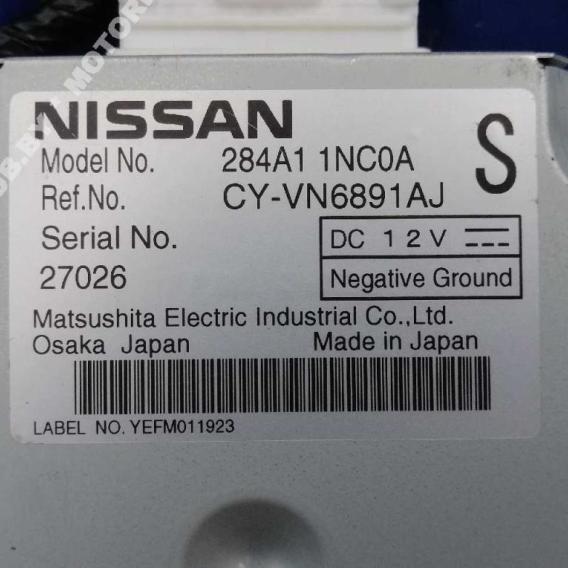 NISSAN
S
Model No. 284A1 1NC0A
Ref.No. CY-VN6891AJ
Serial No. DC 12V
27026 Negative Ground
Matsushita Electric Industrial Co.,Ltd.
Osaka Japan Made in Japan
LABEL NO. YEFM011923